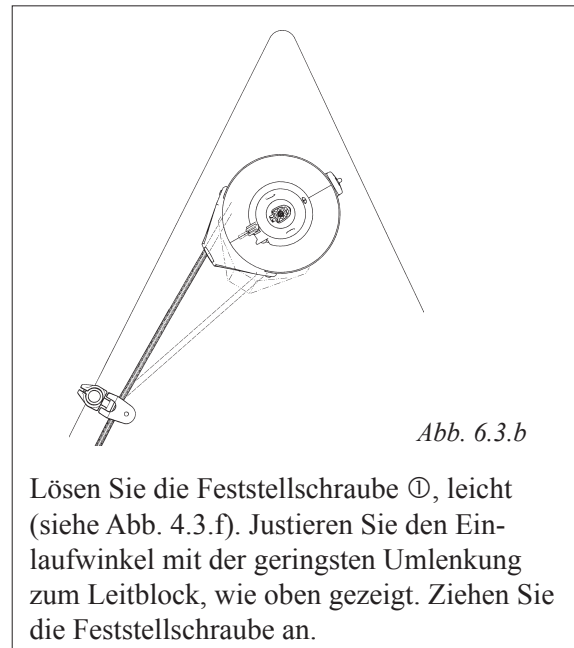 Abb. 6.3.b
Lösen Sie die Feststellschraube ①, leicht
(siehe Abb. 4.3.f). Justieren Sie den Ein-
laufwinkel mit der geringsten Umlenkung
zum Leitblock, wie oben gezeigt. Ziehen Sie
die Feststellschraube an.